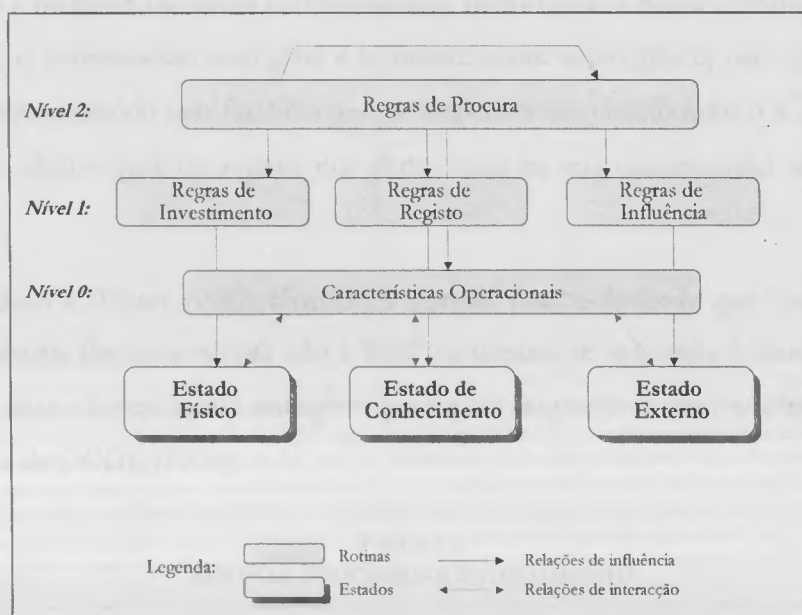 Nível 2:
Regras de Procura
Nível 1:
Regras de
Investimento
Regras de
Registo
Regras de
Influência
Nível 0:
Características Operacionais
Estado
Físico
Estado de
Conhecimento
Estado
Externo
Legenda:
Rotinas
Relações de influência
Estados
Relações de interacção